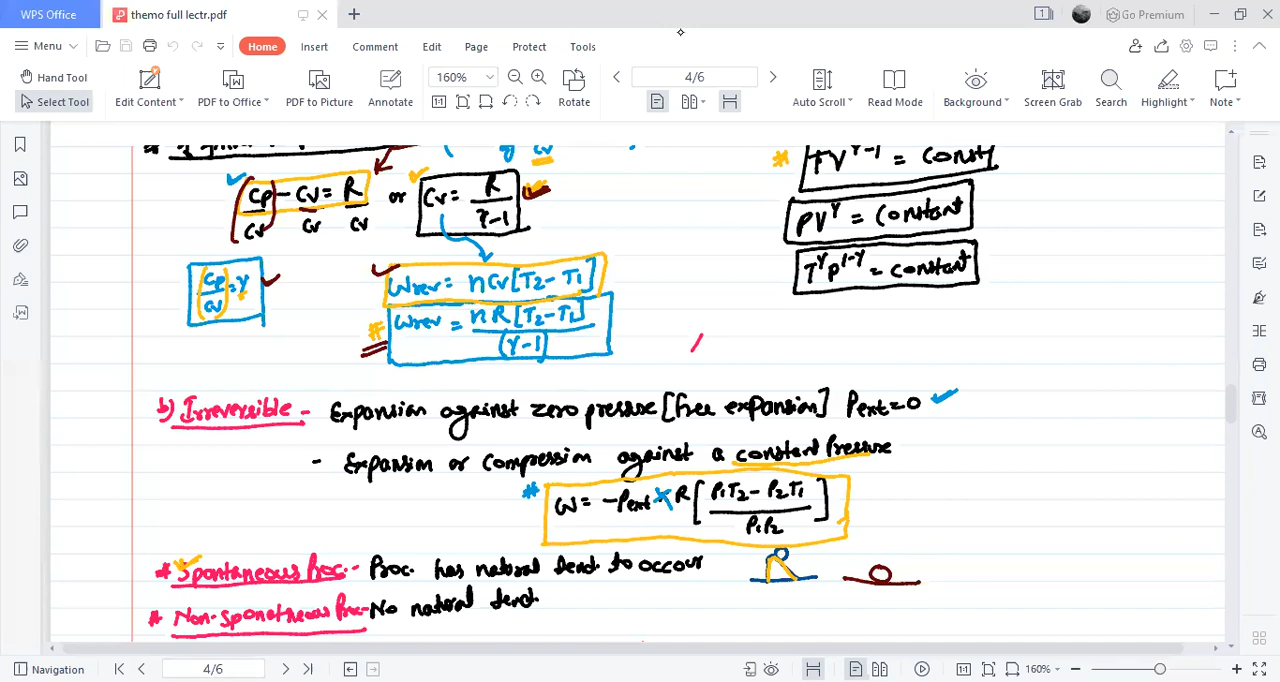 WPS Office
themo full lectr.pdf
Go Premium
Menu
Home
Insert
Comment
Edit
Page
Protect
Tools
Hand Tool
Select Tool
Edit Content
PDF to Office
PDF to Picture
Annotate
160%
Rotate
4/6
Auto Scroll
Read Mode
Background
Screen Grab
Search
Highlight
Note
Cv
* TV^γ-1 = Const
Cp/Cv - Cv/Cv = R/Cv or Cv = R/γ-1
PV^γ = Constant
T^γ P^1-γ = Constant
(Cp/Cv) = γ
Wrev = nCv[T2 - T1]
* Wrev = nR[T2 - T1]/(γ-1)
b) Irreversible - Expansion against zero pressure [free expansion] Pext = 0
- Expansion or compression against a constant Pressure
* W = -Pext × R [P1T2 - P2T1/P1P2]
* Spontaneous Proc. - Proc. has natural tend. to occour
* Non-sponetneous Proc - No natural tend.
Navigation
4/6
160%